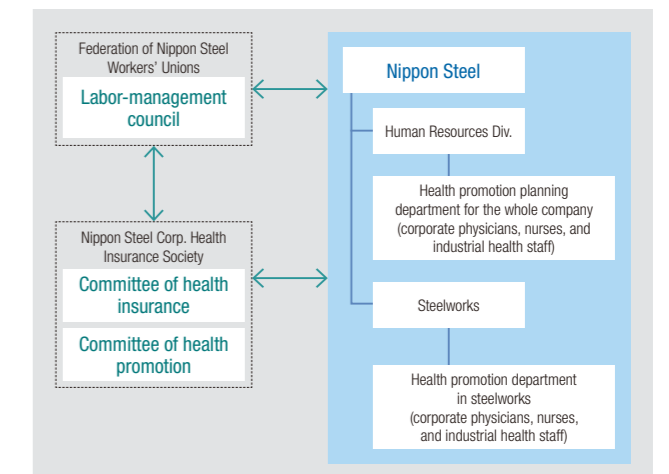 Federation of Nippon Steel
Workers' Unions
Labor-management
council
Nippon Steel Corp. Health
Insurance Society
Committee of health
insurance
Committee of health
promotion
Nippon Steel
Human Resources Div.
Health promotion planning
department for the whole company
(corporate physicians, nurses, and
industrial health staff)
Steelworks
Health promotion department
in steelworks
(corporate physicians, nurses,
and industrial health staff)